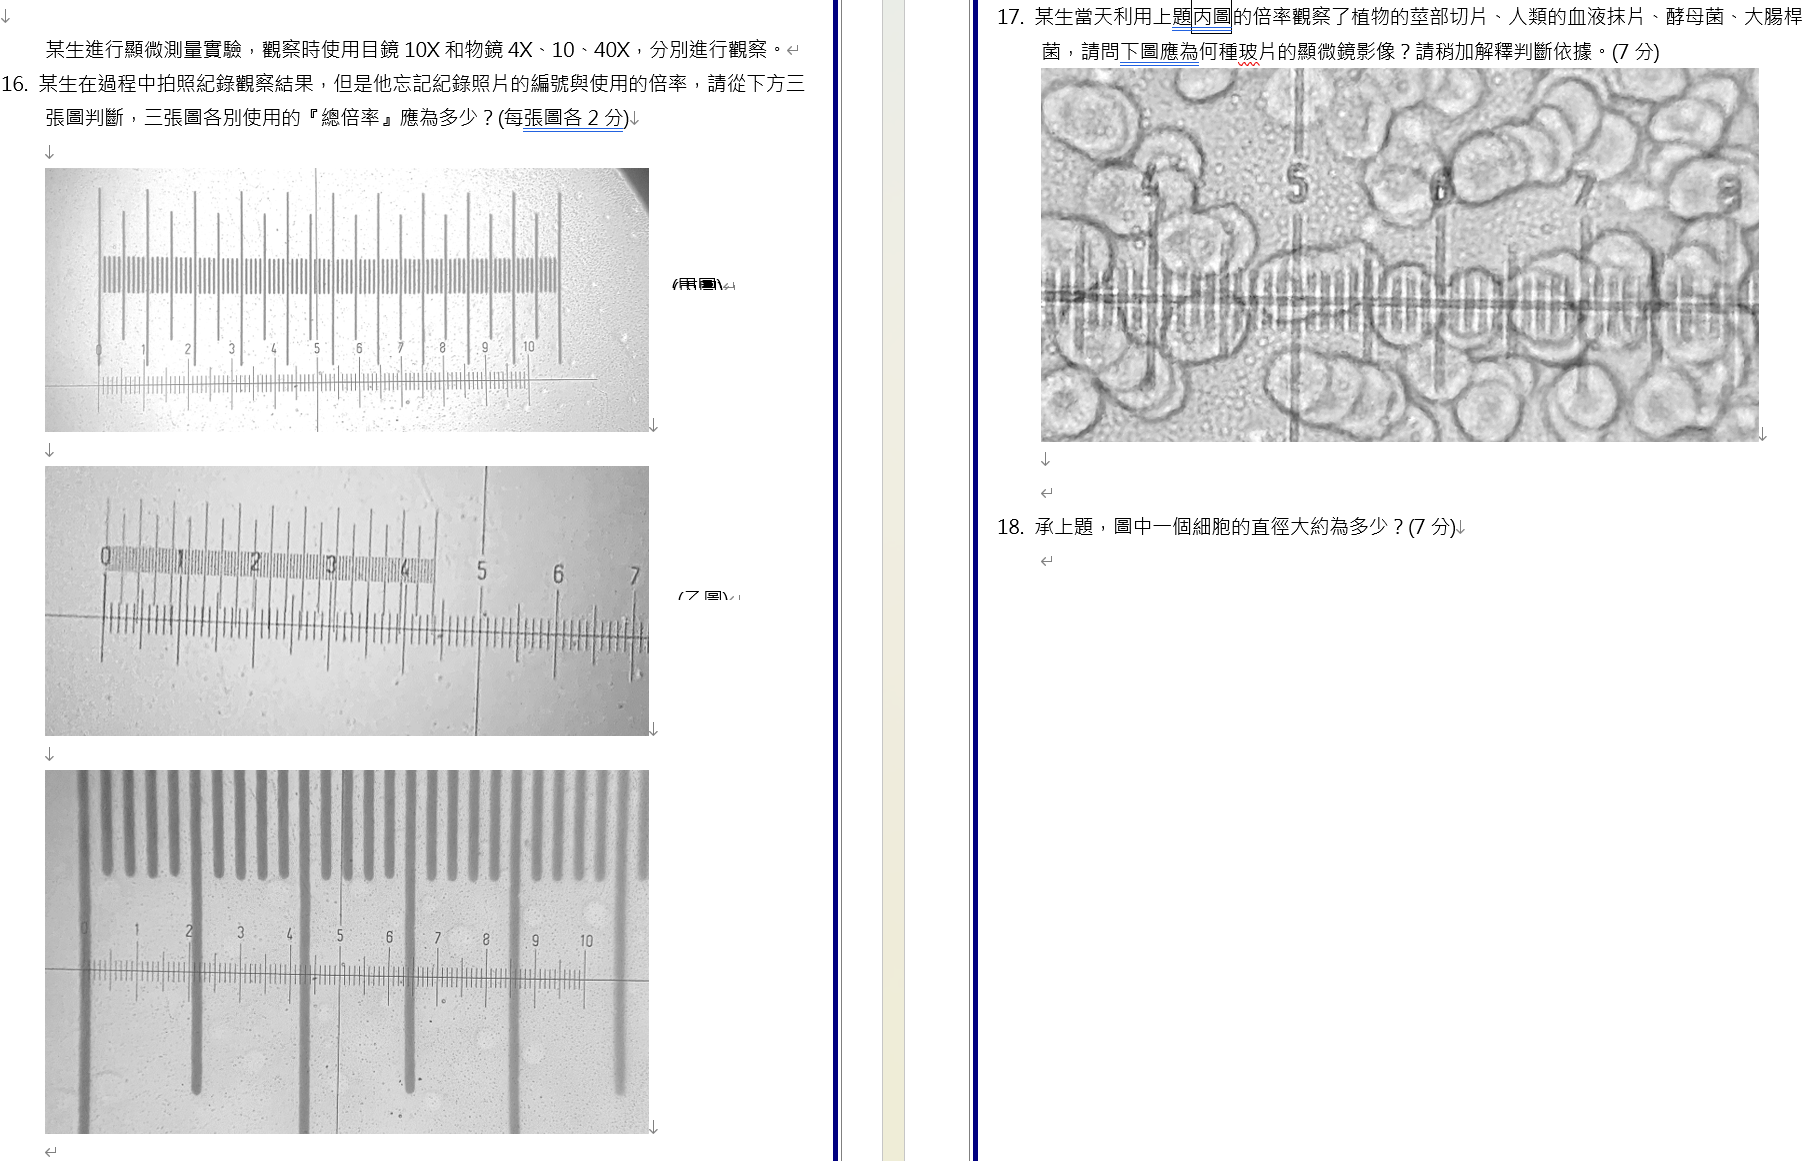 某生進行顯微測量實驗，觀察時使用目鏡 10X 和物鏡 4X、10、40X，分別進行觀察。
16. 某生在過程中拍照紀錄觀察結果，但是他忘記紀錄照片的編號與使用的倍率，請從下方三
張圖判斷，三張圖各別使用的『總倍率』應為多少？(每張圖各 2 分)
0 1 2 3 4 5 6 7 8 9 10
(甲圖)
0 1 2 3 4 5 6 7
(乙圖)
0 1 2 3 4 5 6 7 8 9 10
17. 某生當天利用上題丙圖的倍率觀察了植物的莖部切片、人類的血液抹片、酵母菌、大腸桿
菌，請問下圖應為何種玻片的顯微鏡影像？請稍加解釋判斷依據。(7 分)
4 5 6 7 8
18. 承上題，圖中一個細胞的直徑大約為多少？(7 分)